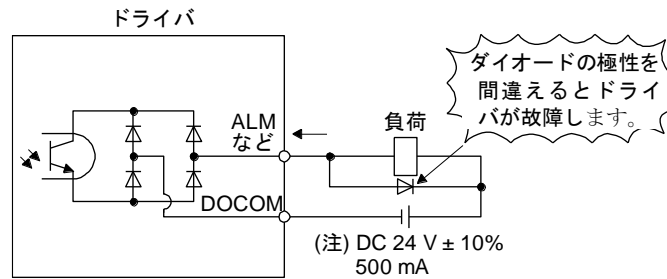 ドライバ
ダイオードの極性を
間違えるとドライ
バが故障します。
ALM
など
負荷
DOCOM
(注) DC 24 V ± 10%
500 mA